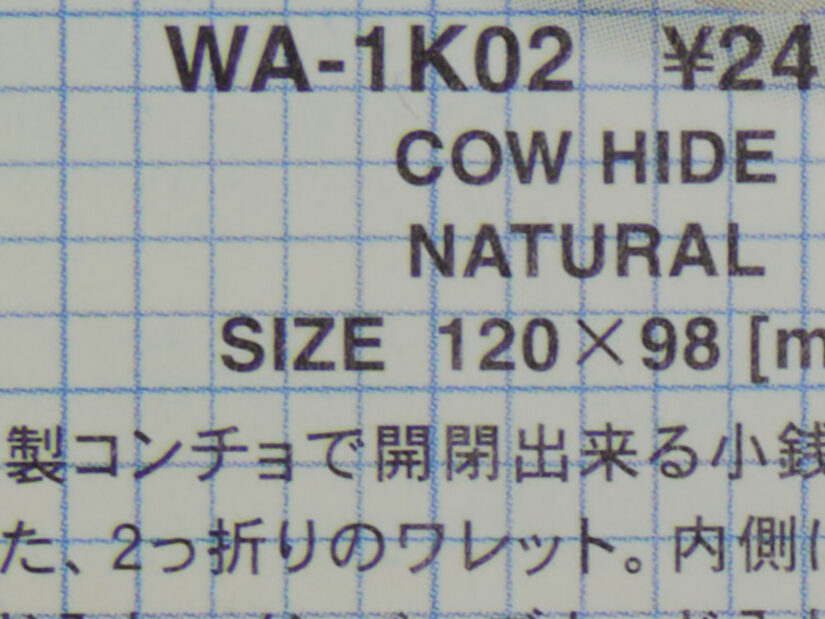 WA-1K02 ¥24
COW HIDE
NATURAL
SIZE 120×98 [m
製コンチョで開閉出来る小銭
た、2つ折りのワレット。内側に